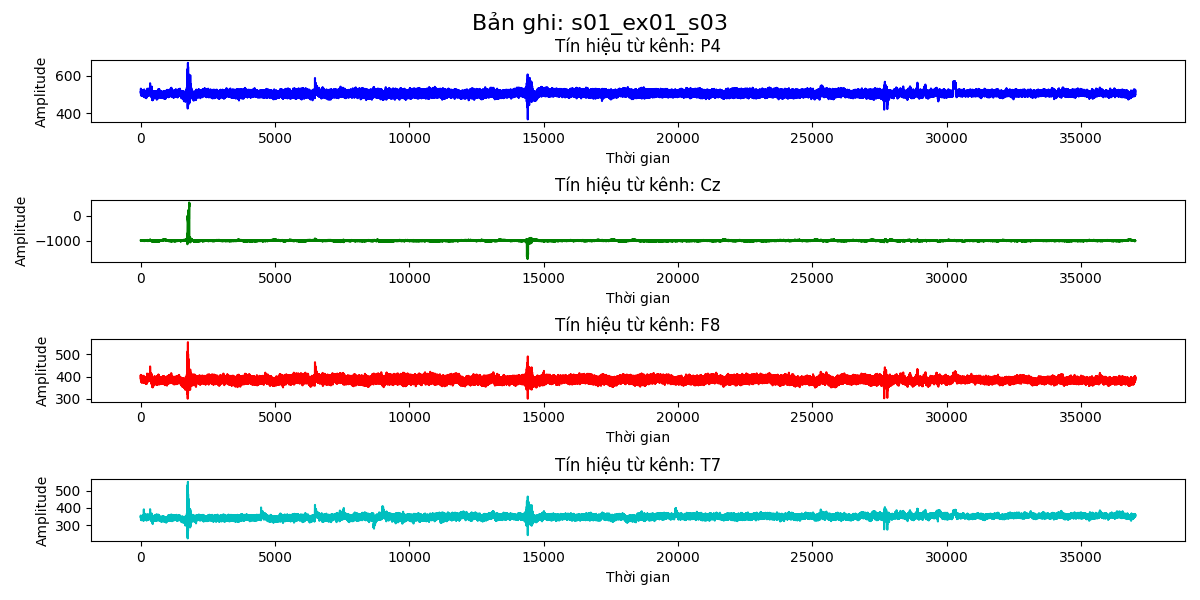 Bản ghi: s01_ex01_s03
Tín hiệu từ kênh: P4
Amplitude
600
400
0 5000 10000 15000 20000 25000 30000 35000
Thời gian
Tín hiệu từ kênh: Cz
Amplitude
0
−1000
0 5000 10000 15000 20000 25000 30000 35000
Thời gian
Tín hiệu từ kênh: F8
Amplitude
500
400
300
0 5000 10000 15000 20000 25000 30000 35000
Thời gian
Tín hiệu từ kênh: T7
Amplitude
500
400
300
0 5000 10000 15000 20000 25000 30000 35000
Thời gian